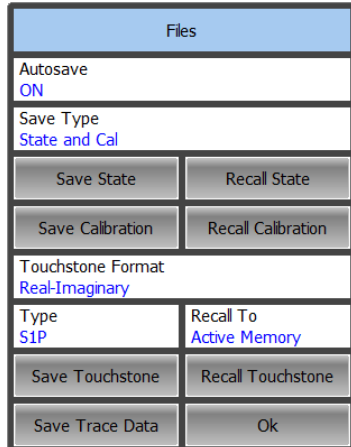 Files
Autosave
ON
Save Type
State and Cal
Save State
Recall State
Save Calibration
Recall Calibration
Touchstone Format
Real-Imaginary
Type
S1P
Recall To
Active Memory
Save Touchstone
Recall Touchstone
Save Trace Data
Ok